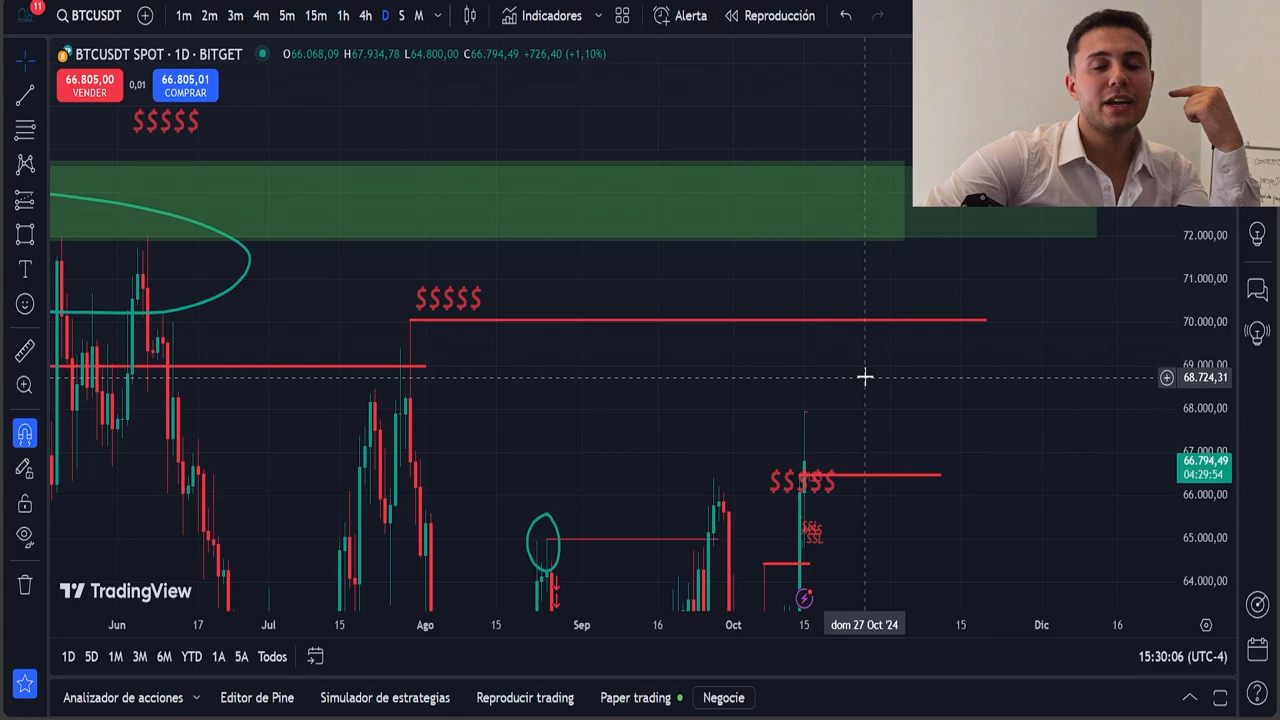 11
BTCUSDT
1m 2m 3m 4m 5m 15m 1h 4h D S M
Indicadores
Alerta
Reproducción
BTCUSDT SPOT · 1D · BITGET
O66.068,09 H67.934,78 L64.800,00 C66.794,49 +726,40 (+1,10%)
66.805,00
VENDER
0,01
66.805,01
COMPRAR
$$$$$
72.000,00
71.000,00
$$$$$
70.000,00
69.000,00
68.724,31
68.000,00
67.000,00
66.794,49
04:29:54
$$$$$
66.000,00
SSL
65.000,00
64.000,00
TradingView
Jun 17 Jul 15 Ago 15 Sep 16 Oct 15 dom 27 Oct '24 15 Dic 16
1D 5D 1M 3M 6M YTD 1A 5A Todos
15:30:06 (UTC-4)
Analizador de acciones
Editor de Pine
Simulador de estrategias
Reproducir trading
Paper trading
Negocie